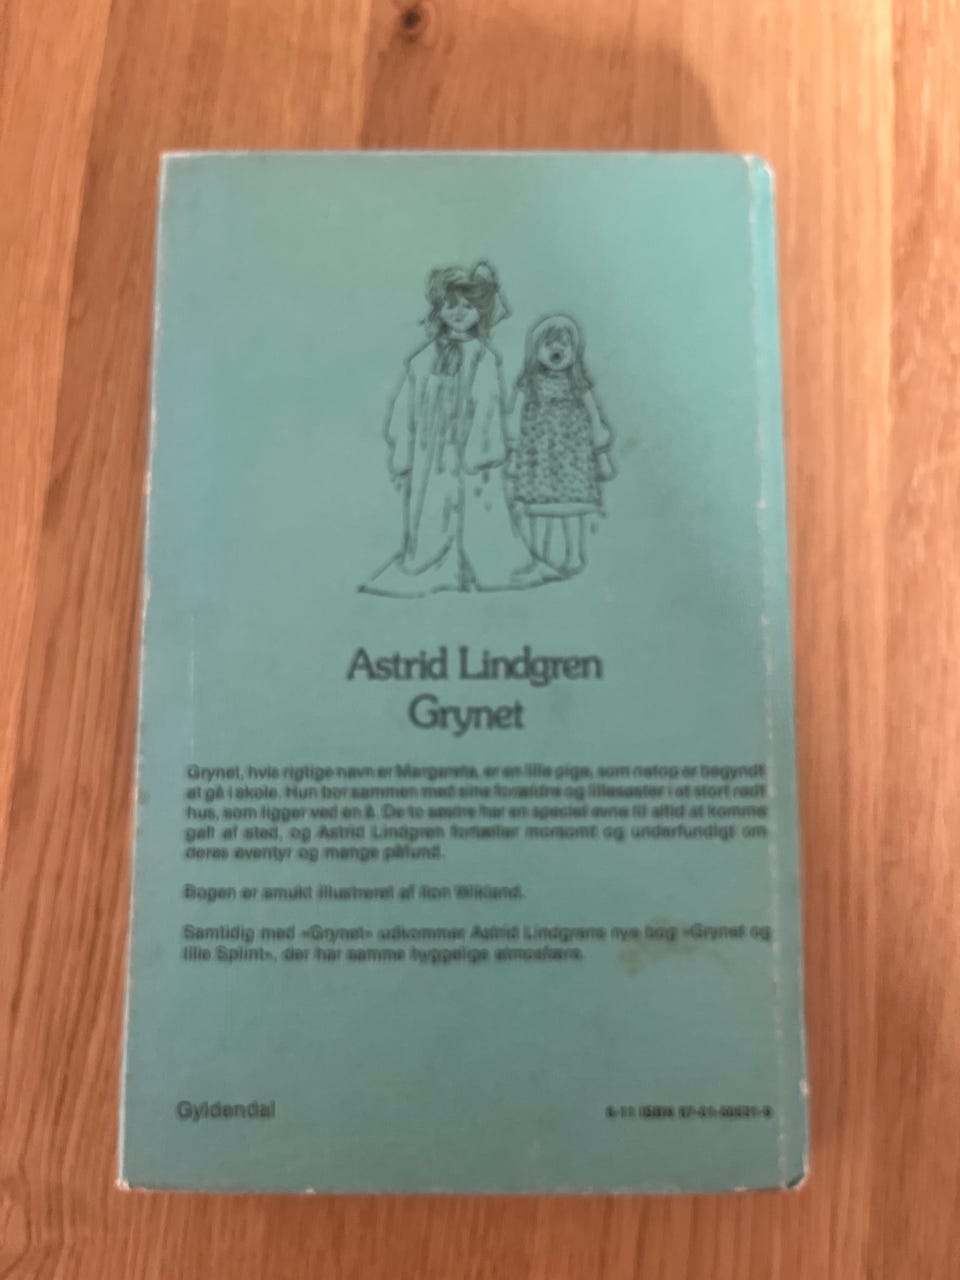 Astrid Lindgren
Grynet
Grynet, hvis rigtige navn er Margareta, er en lille pige, som netop er begyndt
at gå i skole. Hun bor sammen med sine forældre og lillesøster i et stort rødt
hus, som ligger ved en å. De to søstre har en speciel evne til altid at komme
galt af sted, og Astrid Lindgren fortæller morsomt og underfundigt om
deres eventyr og mange påfund.
Bogen er smukt illustreret af Ilon Wikland.
Samtidig med »Grynet« udkommer Astrid Lindgrens nye bog »Grynet og
lille Splint«, der har samme hyggelige atmosfære.
Gyldendal
ISBN